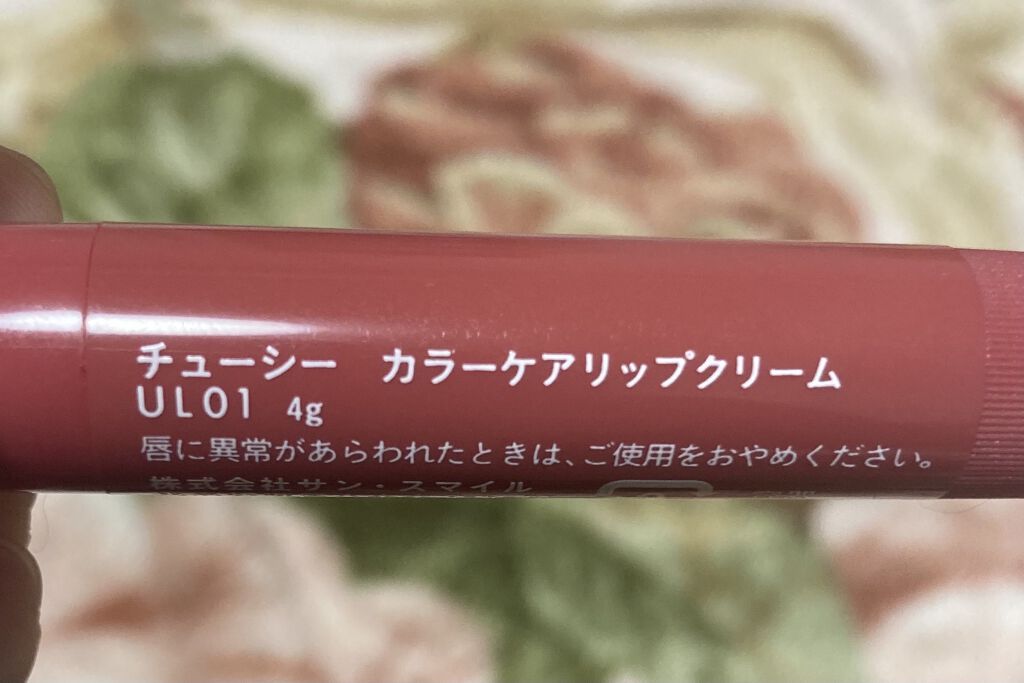 チューシー　カラーケアリップクリーム
UL01 4g
唇に異常があらわれたときは、ご使用をおやめください。
株式会社サン・スマイル